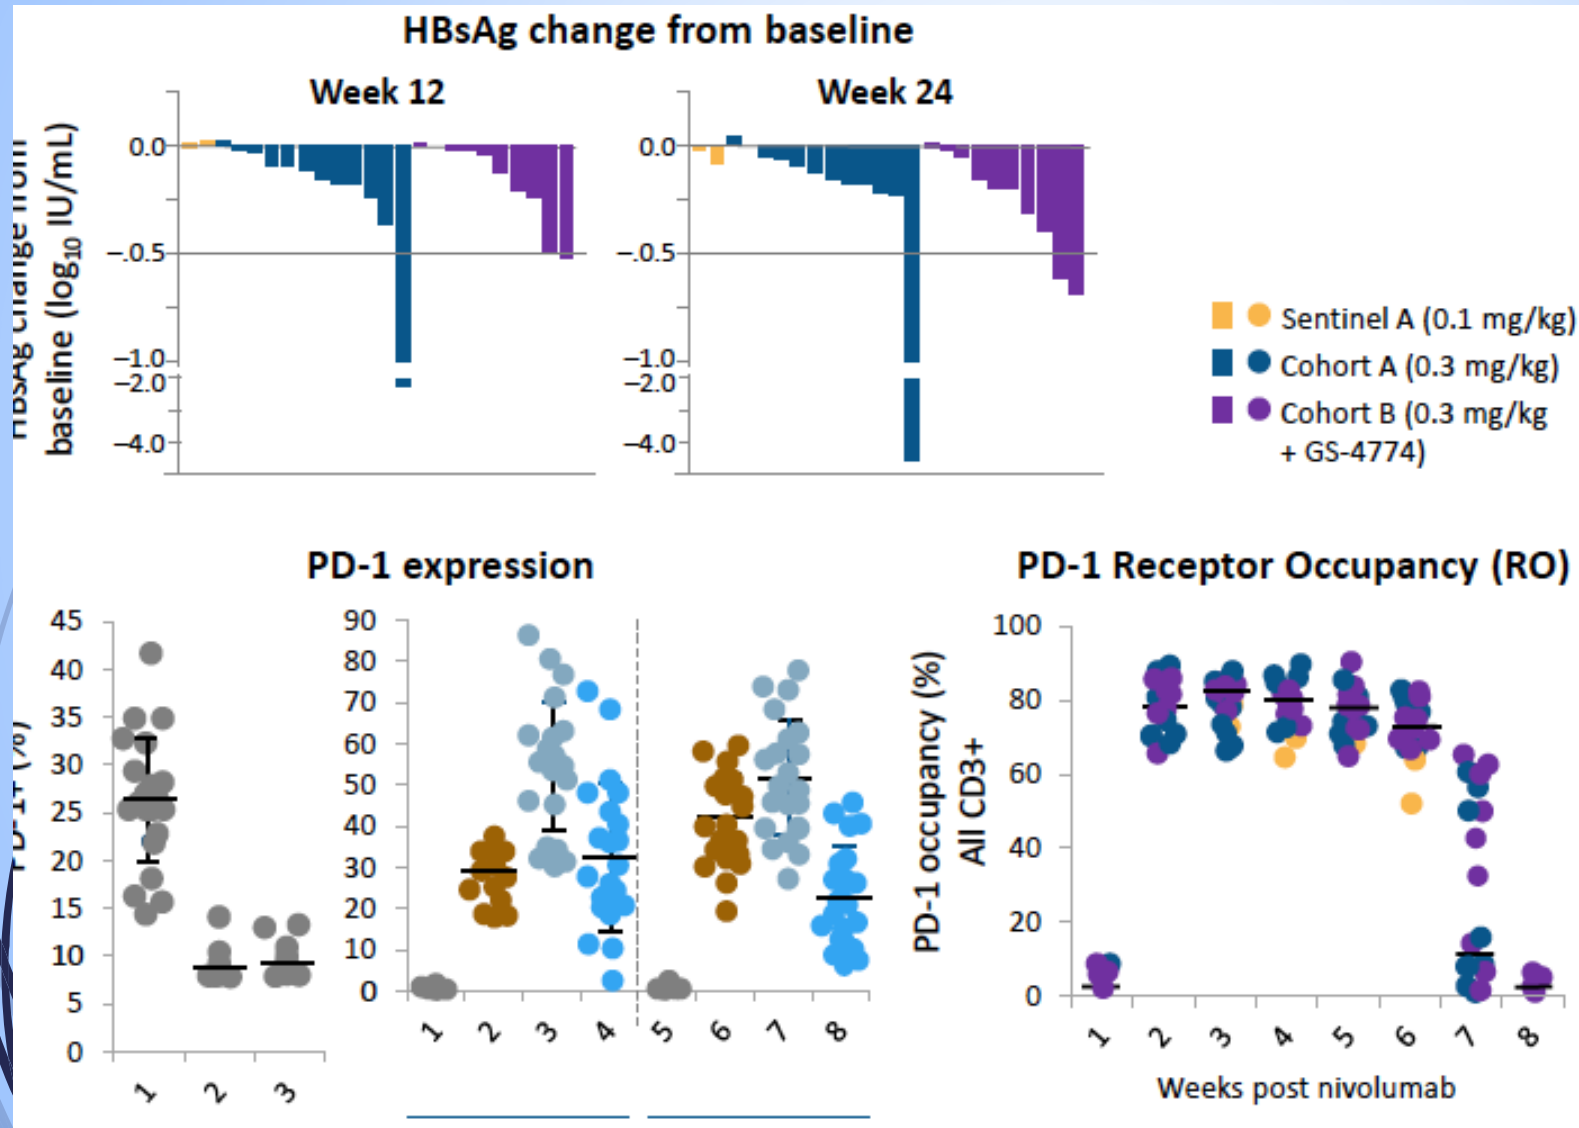 HBsAg change from baseline
Week 12
Week 24
HBsAg change from
baseline (log10 IU/mL)
0.0
–.0.5
–1.0
–2.0
–4.0
0.0
–.0.5
–1.0
–2.0
–4.0
Sentinel A (0.1 mg/kg)
Cohort A (0.3 mg/kg)
Cohort B (0.3 mg/kg
+ GS-4774)
PD-1 expression
PD-1 Receptor Occupancy (RO)
PD-1+ (%)
45
40
35
30
25
20
15
10
5
0
1 2 3
90
80
70
60
50
40
30
20
10
0
1 2 3 4 5 6 7 8
PD-1 occupancy (%)
All CD3+
100
80
60
40
20
0
1 2 3 4 5 6 7 8
Weeks post nivolumab